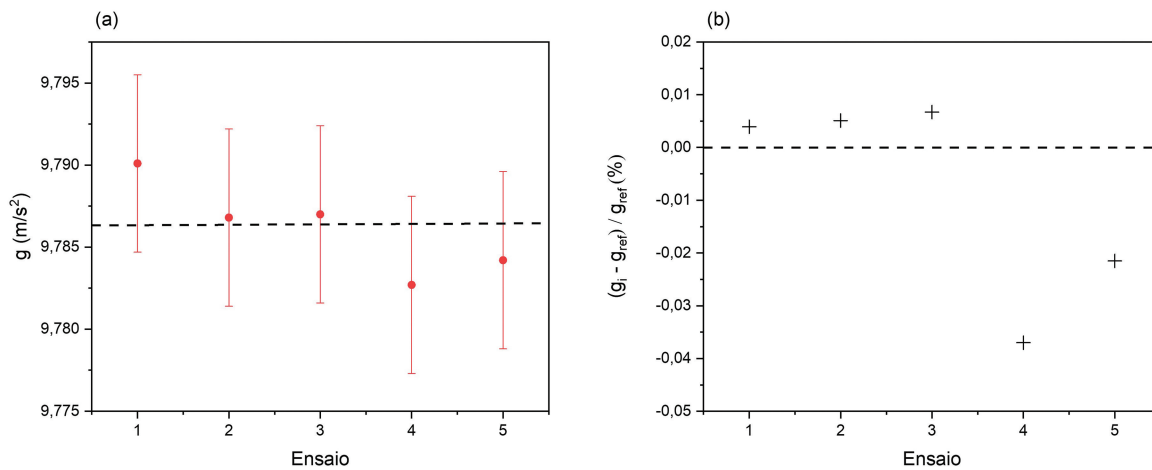 (a)
9,795
9,790
9,785
9,780
9,775
g (m/s²)
1 2 3 4 5
Ensaio
(b)
0,02
0,01
0,00
-0,01
-0,02
-0,03
-0,04
-0,05
(gᵢ - g_ref) / g_ref (%)
1 2 3 4 5
Ensaio